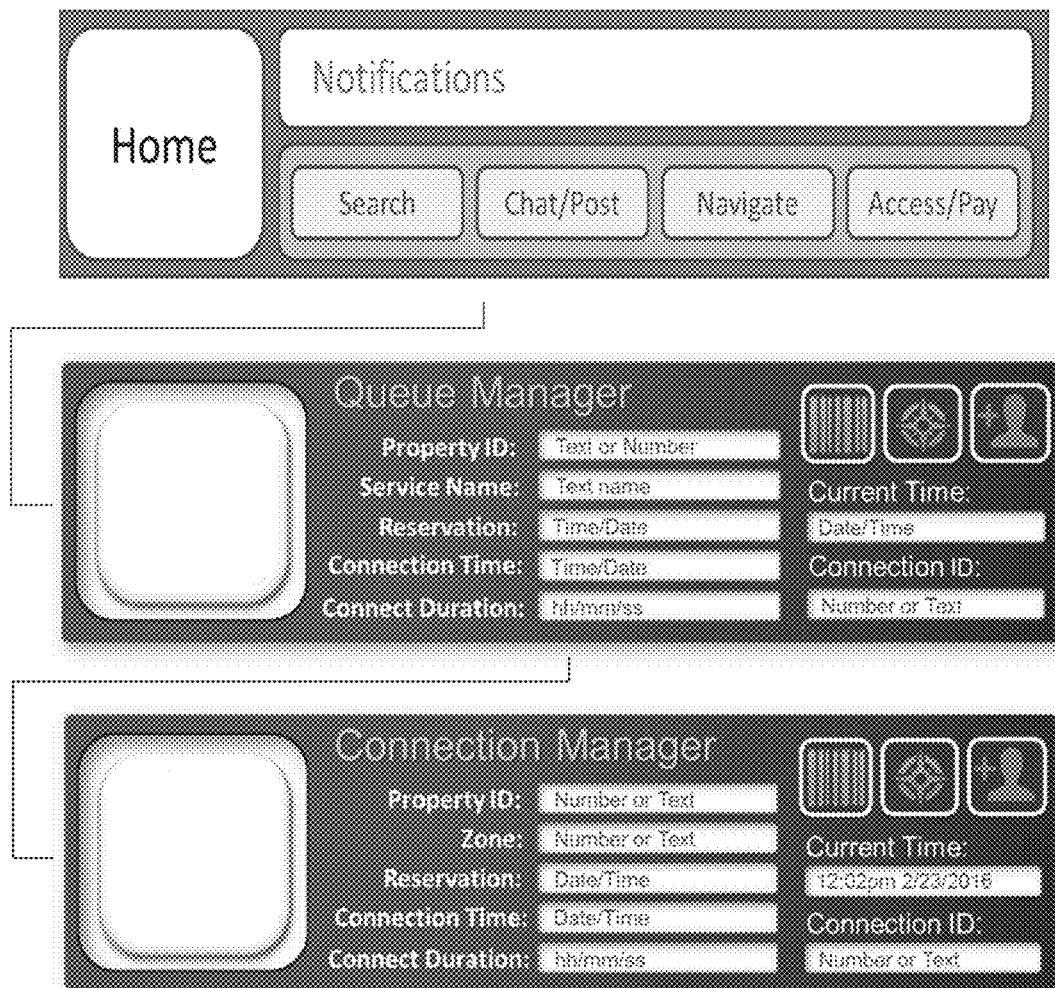 Home
Notifications
Search Chat/Post Navigate Access/Pay
Queue Manager
Property ID: Text or Number
Service Name: Text name
Reservation: Time/Date
Connection Time: Time/Date
Connect Duration: hh/mm/ss
Current Time:
Date/Time
Connection ID:
Number or Text
Connection Manager
Property ID: Number or Text
Zone: Number or Text
Reservation: Date/Time
Connection Time: Date/Time
Connect Duration: hh/mm/ss
Current Time:
12:02pm 2/23/2016
Connection ID:
Number or Text